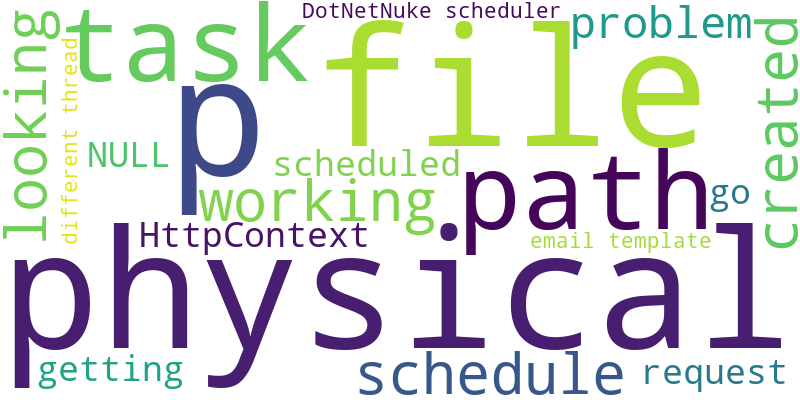 DotNetNuke scheduler
looking
different thread
task
file
problem
created
p
NULL
scheduled
working
path
go
HttpContext
email template
physical
getting
schedule
request